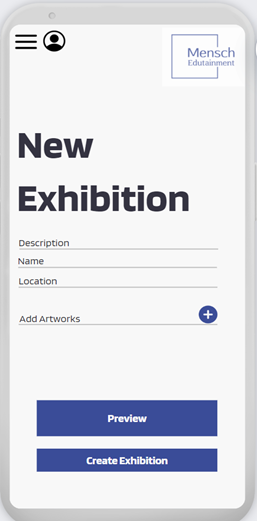 Mensch
Edutainment
New
Exhibition
Description
Name
Location
Add Artworks
Preview
Create Exhibition